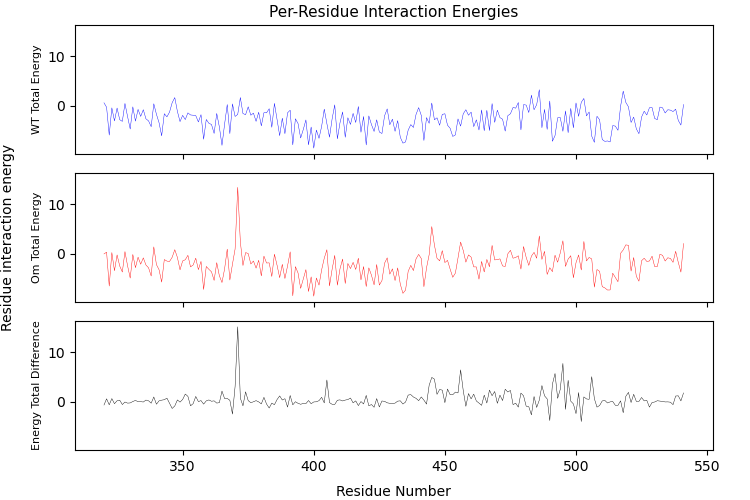 Per-Residue Interaction Energies
Residue interaction energy
WT Total Energy
10
0
Om Total Energy
10
0
Energy Total Difference
10
0
350
400
450
500
550
Residue Number